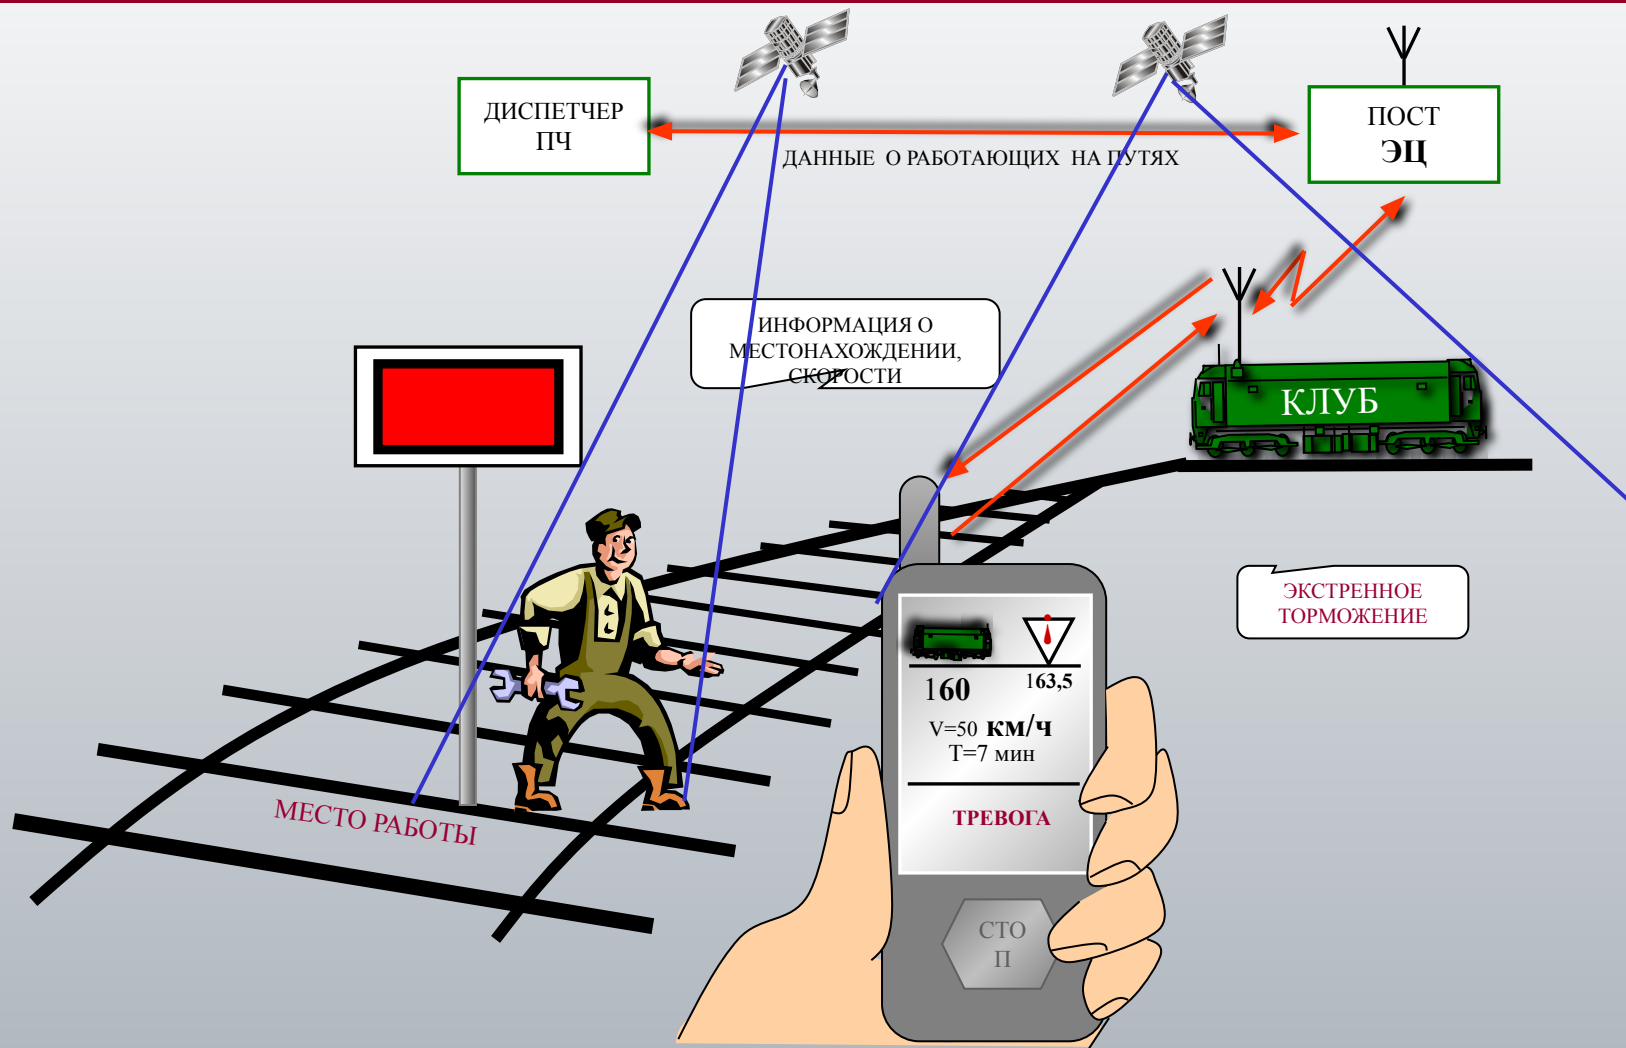 ДИСПЕТЧЕР
ПЧ
ПОСТ
ЭЦ
ДАННЫЕ О РАБОТАЮЩИХ НА ПУТЯХ
ИНФОРМАЦИЯ О
МЕСТОНАХОЖДЕНИИ,
СКОРОСТИ
КЛУБ
ЭКСТРЕННОЕ
ТОРМОЖЕНИЕ
160
163,5
V=50 км/ч
T=7 мин
ТРЕВОГА
МЕСТО РАБОТЫ
СТО
П